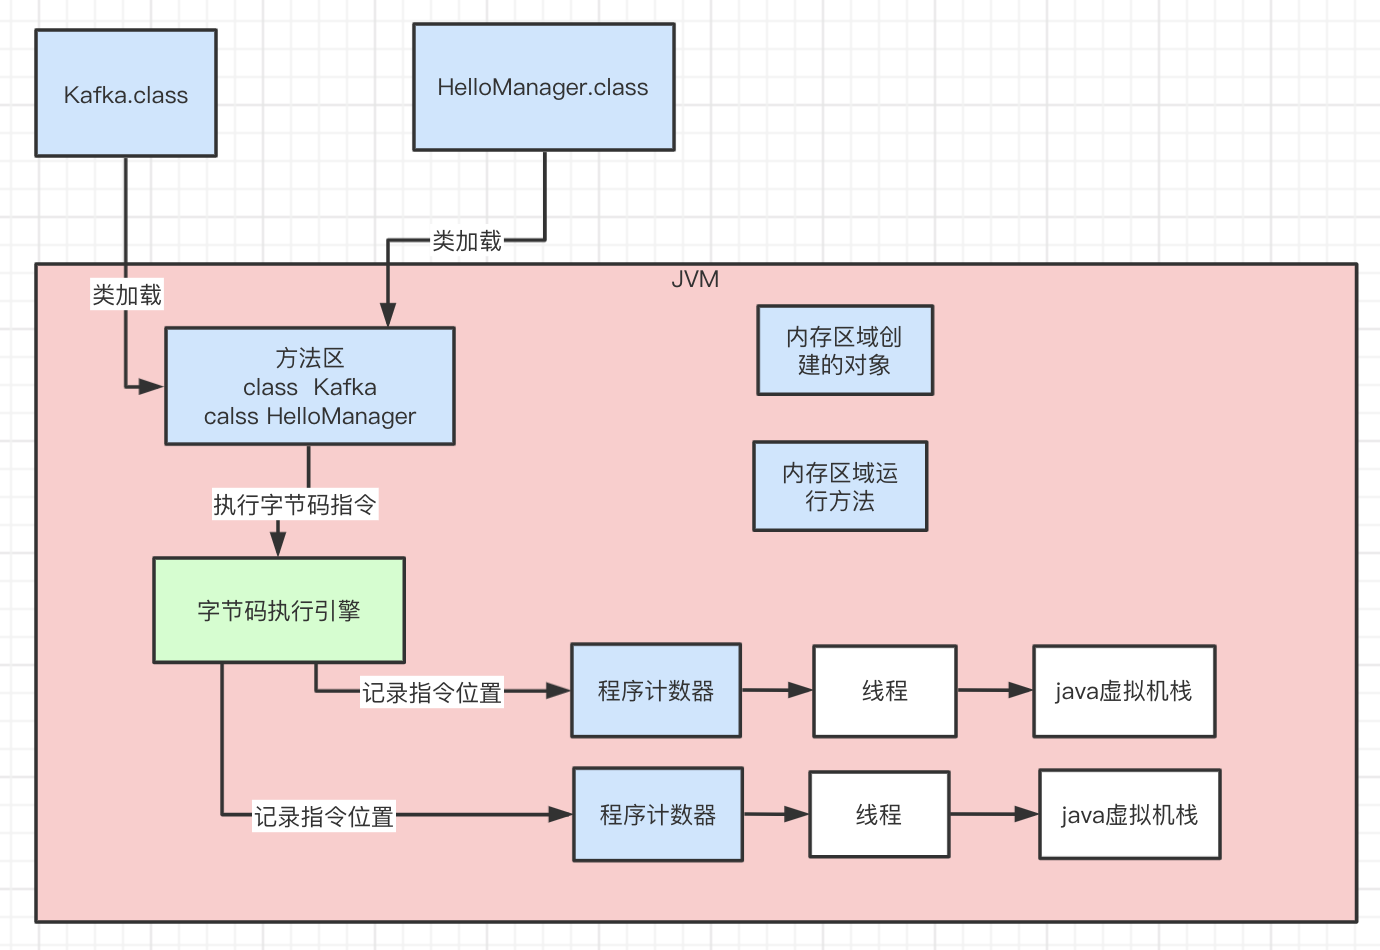 Kafka.class
HelloManager.class
类加载
类加载
JVM
方法区
class  Kafka
calss HelloManager
内存区域创
建的对象
内存区域运
行方法
执行字节码指令
字节码执行引擎
记录指令位置
程序计数器
线程
java虚拟机栈
记录指令位置
程序计数器
线程
java虚拟机栈